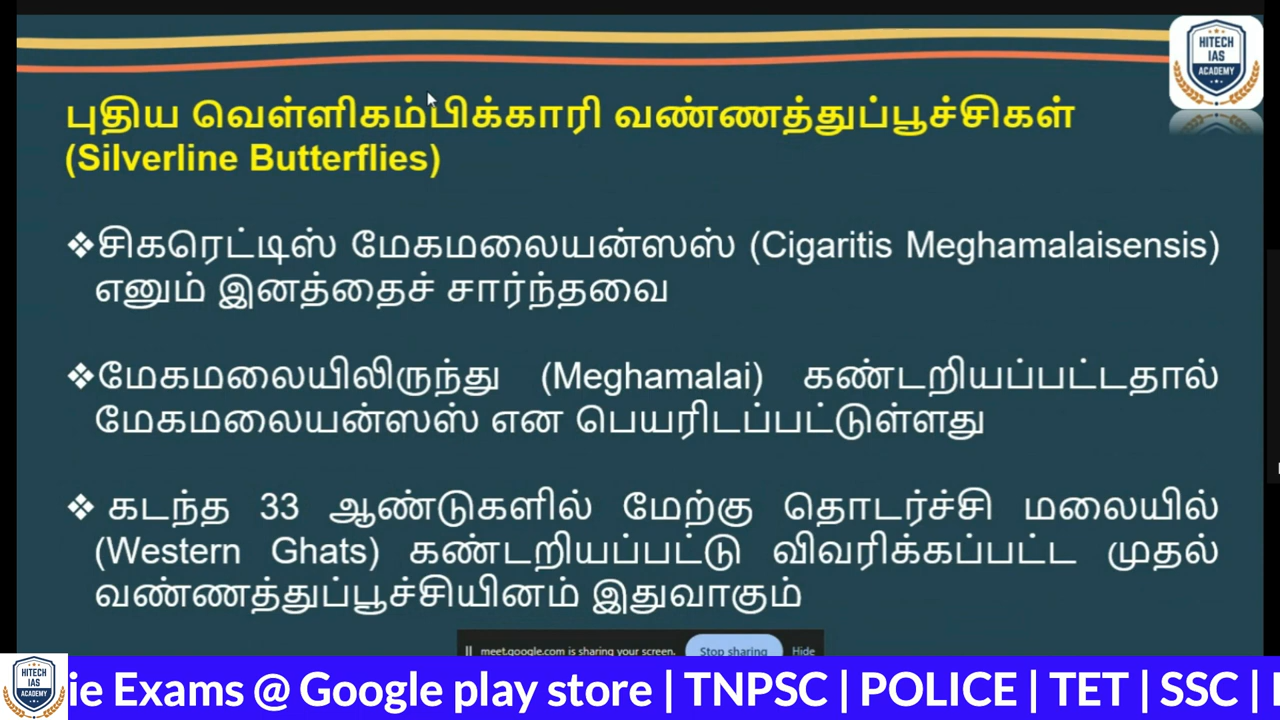 HITECH
IAS
ACADEMY
புதிய வெள்ளிகம்பிக்காரி வண்ணத்துப்பூச்சிகள்
(Silverline Butterflies)
❖சிகரெட்டிஸ் மேகமலையன்ஸஸ் (Cigaritis Meghamalaisensis)
எனும் இனத்தைச் சார்ந்தவை
❖மேகமலையிலிருந்து (Meghamalai) கண்டறியப்பட்டதால்
மேகமலையன்ஸஸ் என பெயரிடப்பட்டுள்ளது
❖ கடந்த 33 ஆண்டுகளில் மேற்கு தொடர்ச்சி மலையில்
(Western Ghats) கண்டறியப்பட்டு விவரிக்கப்பட்ட முதல்
வண்ணத்துப்பூச்சியினம் இதுவாகும்
meet.google.com is sharing your screen. Stop sharing Hide
HITECH
IAS
ACADEMY
ie Exams @ Google play store | TNPSC | POLICE | TET | SSC |